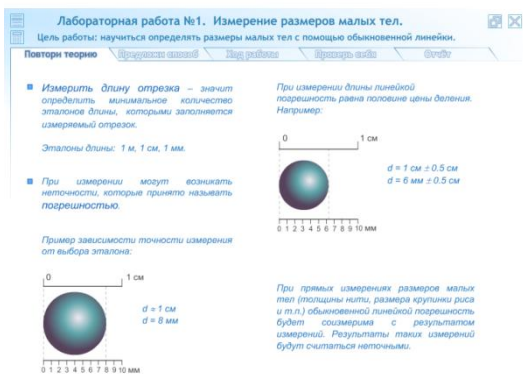 Лабораторная работа №1. Измерение размеров малых тел.
Цель работы: научиться определять размеры малых тел с помощью обыкновенной линейки.
Повтори теорию
Предложи способ
Ход работы
Проверь себя
Отчёт
Измерить длину отрезка – значит
определить минимальное количество
эталонов длины, которыми заполняется
измеряемый отрезок.
Эталоны длины: 1 м, 1 см, 1 мм.
При измерении могут возникать
неточности, которые принято называть
погрешностью.
Пример зависимости точности измерения
от выбора эталона:
0 1 см
d = 1 см
d = 8 мм
0 1 2 3 4 5 6 7 8 9 10 мм
При измерении длины линейкой
погрешность равна половине цены деления.
Например:
0 1 см
d = 1 см ± 0.5 см
d = 6 мм ± 0.5 см
0 1 2 3 4 5 6 7 8 9 10 мм
При прямых измерениях размеров малых
тел (толщины нити, размера крупинки риса
и т.п.) обыкновенной линейкой погрешность
будет соизмерима с результатом
измерений. Результаты таких измерений
будут считаться неточными.